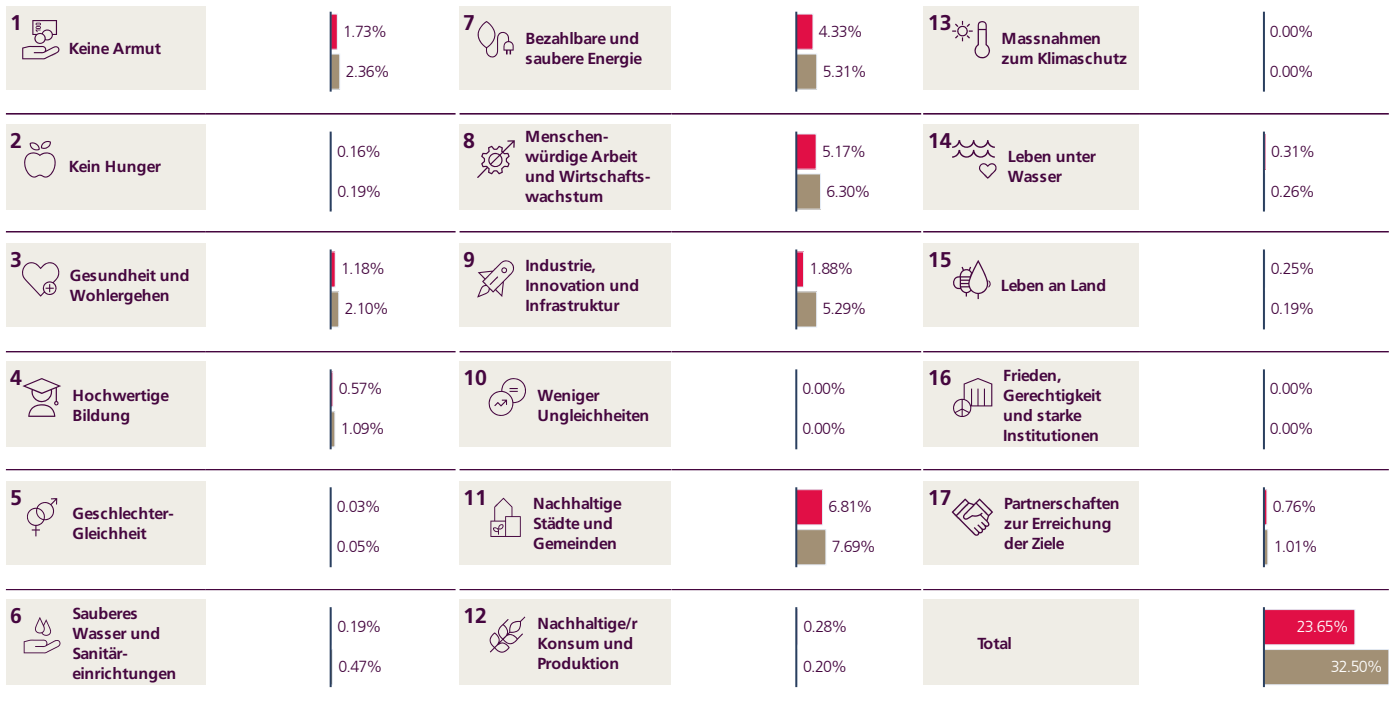 1
100
Keine Armut
1.73%
2.36%
2
Kein Hunger
0.16%
0.19%
3
Gesundheit und
Wohlergehen
1.18%
2.10%
4
Hochwertige
Bildung
0.57%
1.09%
5
Geschlechter-
Gleichheit
0.03%
0.05%
6
Sauberes
Wasser und
Sanitär-
einrichtungen
0.19%
0.47%
7
Bezahlbare und
saubere Energie
4.33%
5.31%
8
Menschen-
würdige Arbeit
und Wirtschafts-
wachstum
5.17%
6.30%
9
Industrie,
Innovation und
Infrastruktur
1.88%
5.29%
10
Weniger
Ungleichheiten
0.00%
0.00%
11
Nachhaltige
Städte und
Gemeinden
6.81%
7.69%
12
Nachhaltige/r
Konsum und
Produktion
0.28%
0.20%
13
Massnahmen
zum Klimaschutz
0.00%
0.00%
14
Leben unter
Wasser
0.31%
0.26%
15
Leben an Land
0.25%
0.19%
16
Frieden,
Gerechtigkeit
und starke
Institutionen
0.00%
0.00%
17
Partnerschaften
zur Erreichung
der Ziele
0.76%
1.01%
Total
23.65%
32.50%